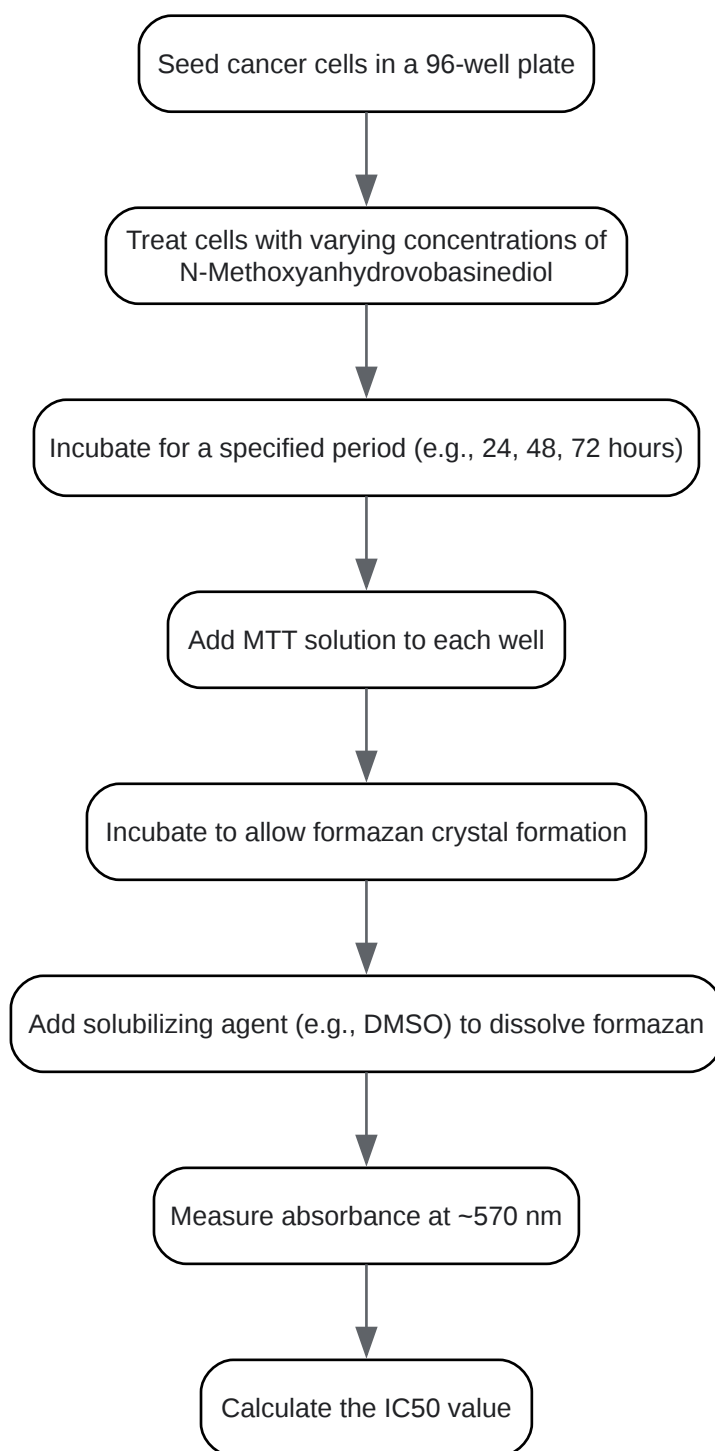 Seed cancer cells in a 96-well plate
Treat cells with varying concentrations of
N-Methoxyanhydrovobasinediol
Incubate for a specified period (e.g., 24, 48, 72 hours)
Add MTT solution to each well
Incubate to allow formazan crystal formation
Add solubilizing agent (e.g., DMSO) to dissolve formazan
Measure absorbance at ~570 nm
Calculate the IC50 value